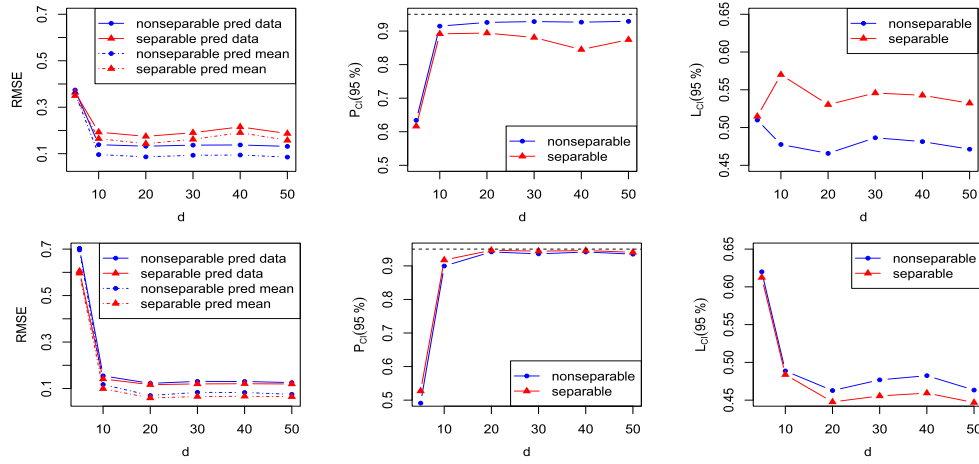 RMSE
0.1
0.3
0.5
0.7
10
20
30
40
50
d
nonseparable pred data
separable pred data
nonseparable pred mean
separable pred mean
P_CI(95 %)
0.5
0.6
0.7
0.8
0.9
10
20
30
40
50
d
nonseparable
separable
L_CI(95 %)
0.45
0.50
0.55
0.60
0.65
10
20
30
40
50
d
nonseparable
separable
RMSE
0.1
0.3
0.5
0.7
10
20
30
40
50
d
nonseparable pred data
separable pred data
nonseparable pred mean
separable pred mean
P_CI(95 %)
0.5
0.6
0.7
0.8
0.9
10
20
30
40
50
d
nonseparable
separable
L_CI(95 %)
0.45
0.50
0.55
0.60
0.65
10
20
30
40
50
d
nonseparable
separable